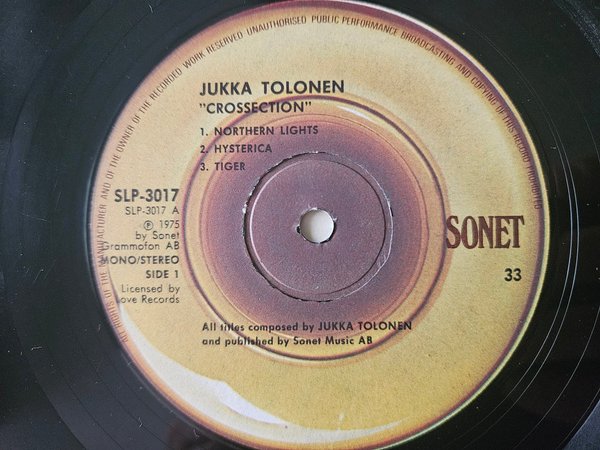 OF THE MANUFACTURER AND OF THE OWNER OF THE RECORDED WORK RESERVED UNAUTHORISED PUBLIC PERFORMANCE BROADCASTING AND COPYING OF THIS RECORD PROHIBITED
JUKKA TOLONEN
"CROSSECTION"
1. NORTHERN LIGHTS
2. HYSTERICA
3. TIGER
SLP-3017
SLP-3017 A
℗ 1975
by Sonet
Grammofon AB
MONO/STEREO
SIDE 1
Licensed by
Love Records
SONET
33
All titles composed by JUKKA TOLONEN
and published by Sonet Music AB